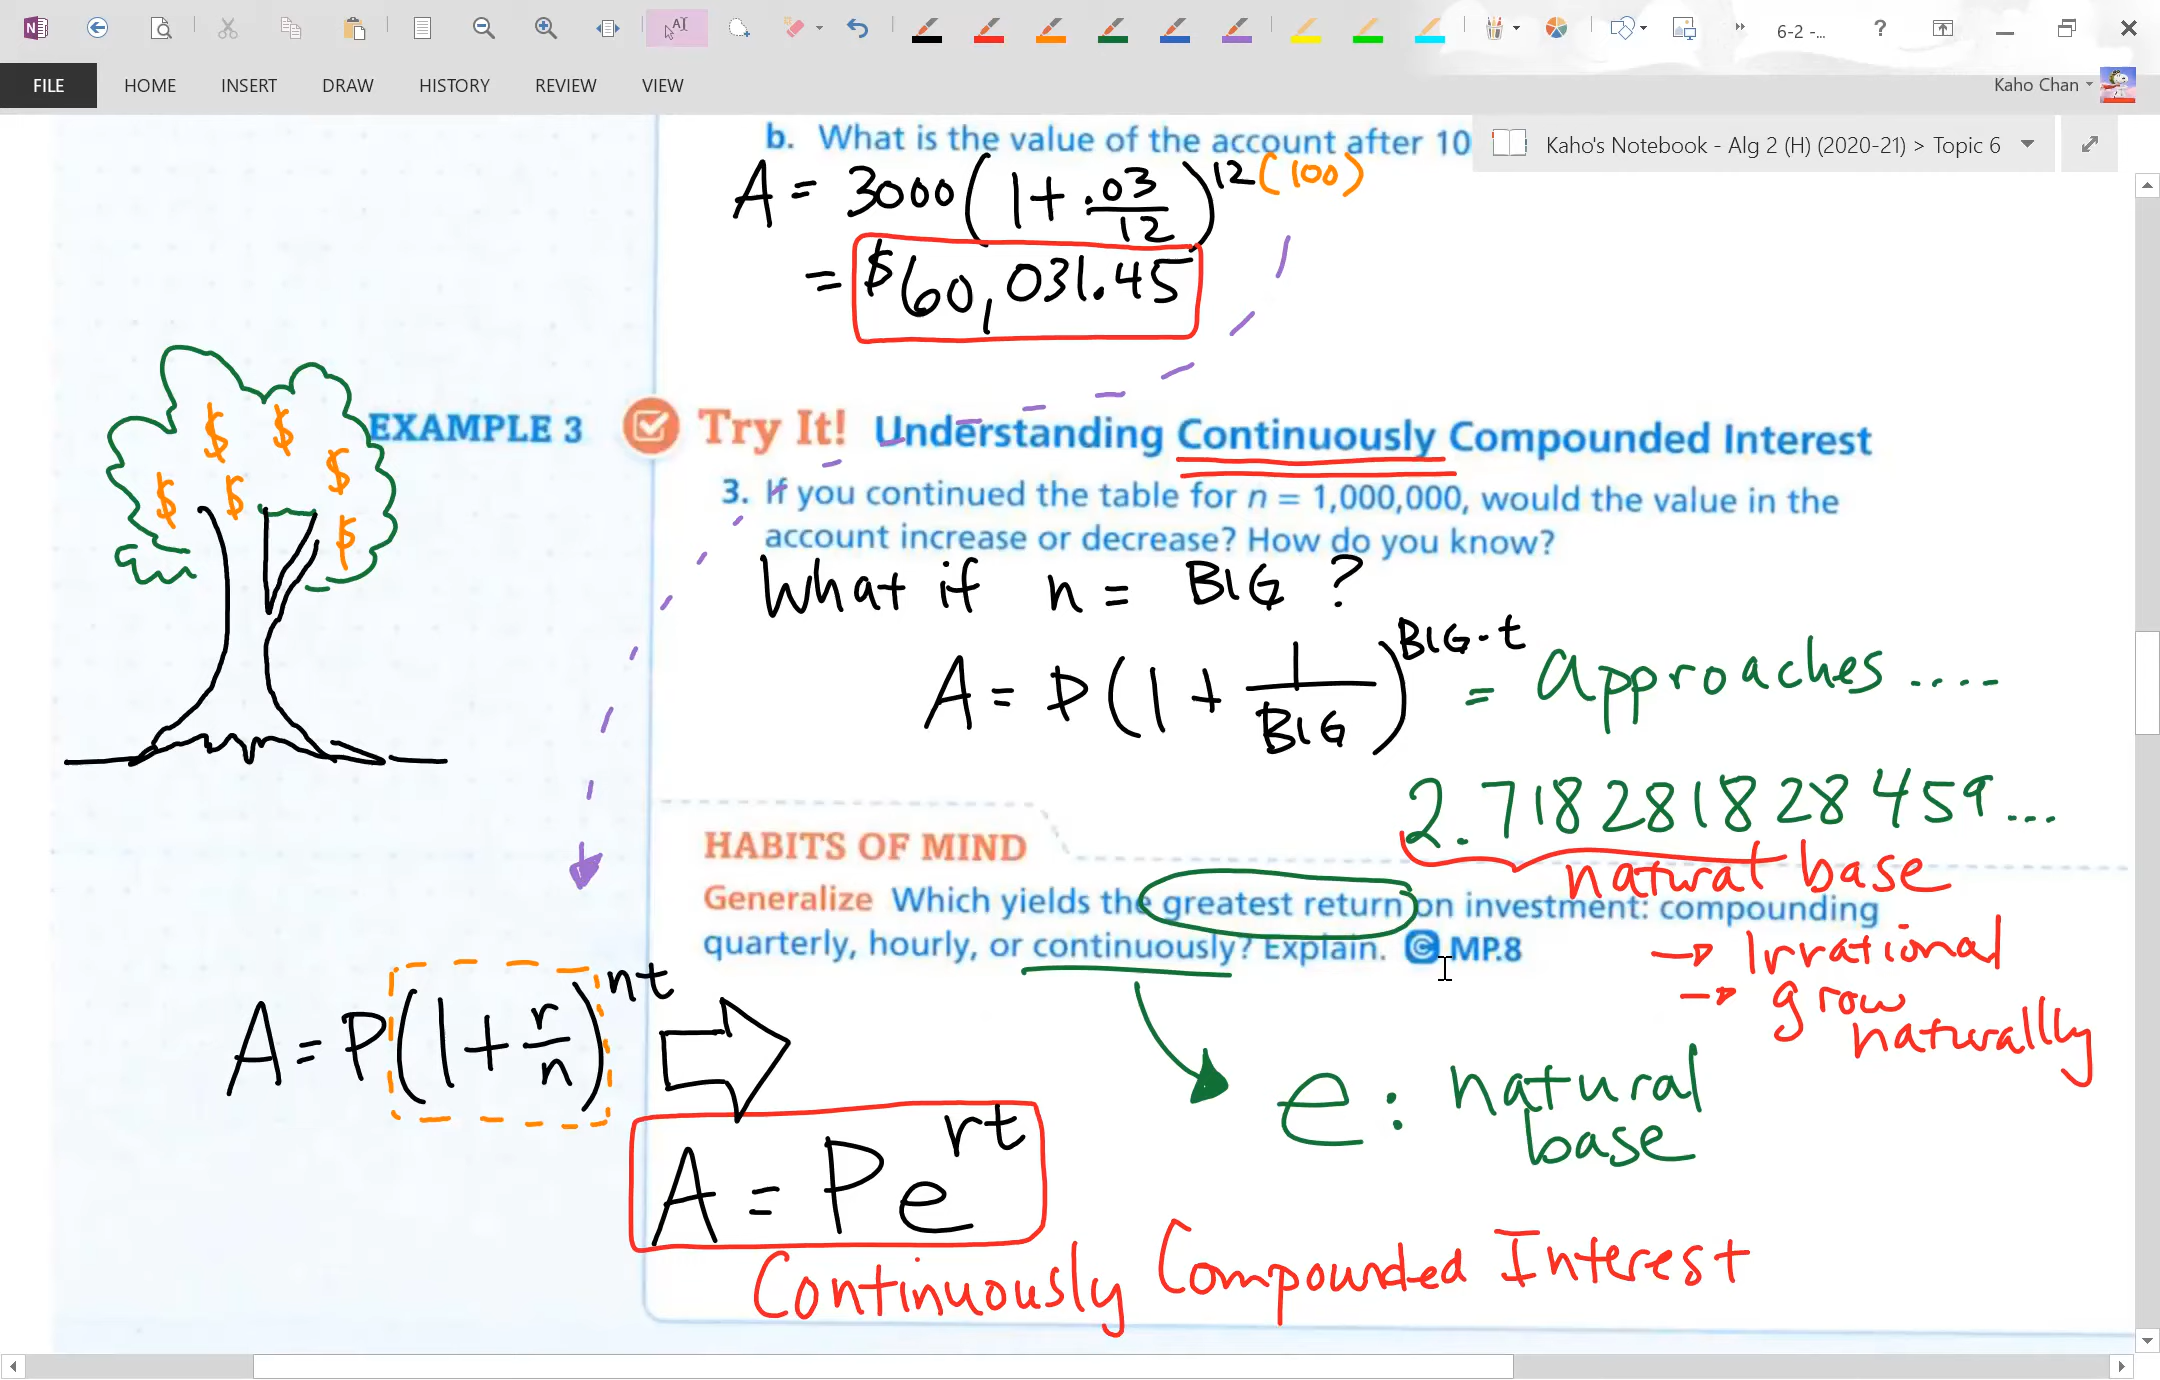 6-2 -...
?
FILE HOME INSERT DRAW HISTORY REVIEW VIEW
Kaho Chan
Kaho's Notebook - Alg 2 (H) (2020-21) > Topic 6
b. What is the value of the account after 10
A = 3000(1 + .03/12)^12(100)
= $60,031.45
$ $ $ $ $ $
EXAMPLE 3 Try It! Understanding Continuously Compounded Interest
3. If you continued the table for n = 1,000,000, would the value in the
account increase or decrease? How do you know?
What if n = BIG ?
A = P(1 + 1/BIG)^BIG·t = approaches ....
2.718281828459...
natural base
HABITS OF MIND
Generalize Which yields the greatest return on investment: compounding
quarterly, hourly, or continuously? Explain. MP.8
→ Irrational
→ grow
naturallly
A = P(1 + r/n)^nt
e : natural
base
A = Pe^rt
Continuously Compounded Interest